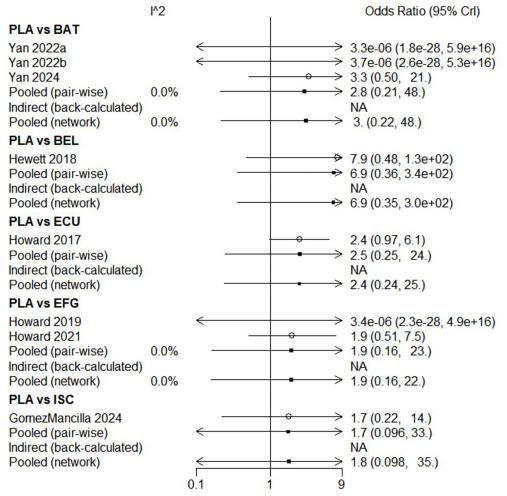 I^2 Odds Ratio (95% CrI)
PLA vs BAT
Yan 2022a 3.3e-06 (1.8e-28, 5.9e+16)
Yan 2022b 3.7e-06 (2.6e-28, 5.3e+16)
Yan 2024 3.3 (0.50, 21.)
Pooled (pair-wise) 0.0% 2.8 (0.21, 48.)
Indirect (back-calculated) NA
Pooled (network) 0.0% 3. (0.22, 48.)
PLA vs BEL
Hewett 2018 7.9 (0.48, 1.3e+02)
Pooled (pair-wise) 6.9 (0.36, 3.4e+02)
Indirect (back-calculated) NA
Pooled (network) 6.9 (0.35, 3.0e+02)
PLA vs ECU
Howard 2017 2.4 (0.97, 6.1)
Pooled (pair-wise) 2.5 (0.25, 24.)
Indirect (back-calculated) NA
Pooled (network) 2.4 (0.24, 25.)
PLA vs EFG
Howard 2019 3.4e-06 (2.3e-28, 4.9e+16)
Howard 2021 1.9 (0.51, 7.5)
Pooled (pair-wise) 0.0% 1.9 (0.16, 23.)
Indirect (back-calculated) NA
Pooled (network) 0.0% 1.9 (0.16, 22.)
PLA vs ISC
GomezMancilla 2024 1.7 (0.22, 14.)
Pooled (pair-wise) 1.7 (0.096, 33.)
Indirect (back-calculated) NA
Pooled (network) 1.8 (0.098, 35.)
0.1 1 9